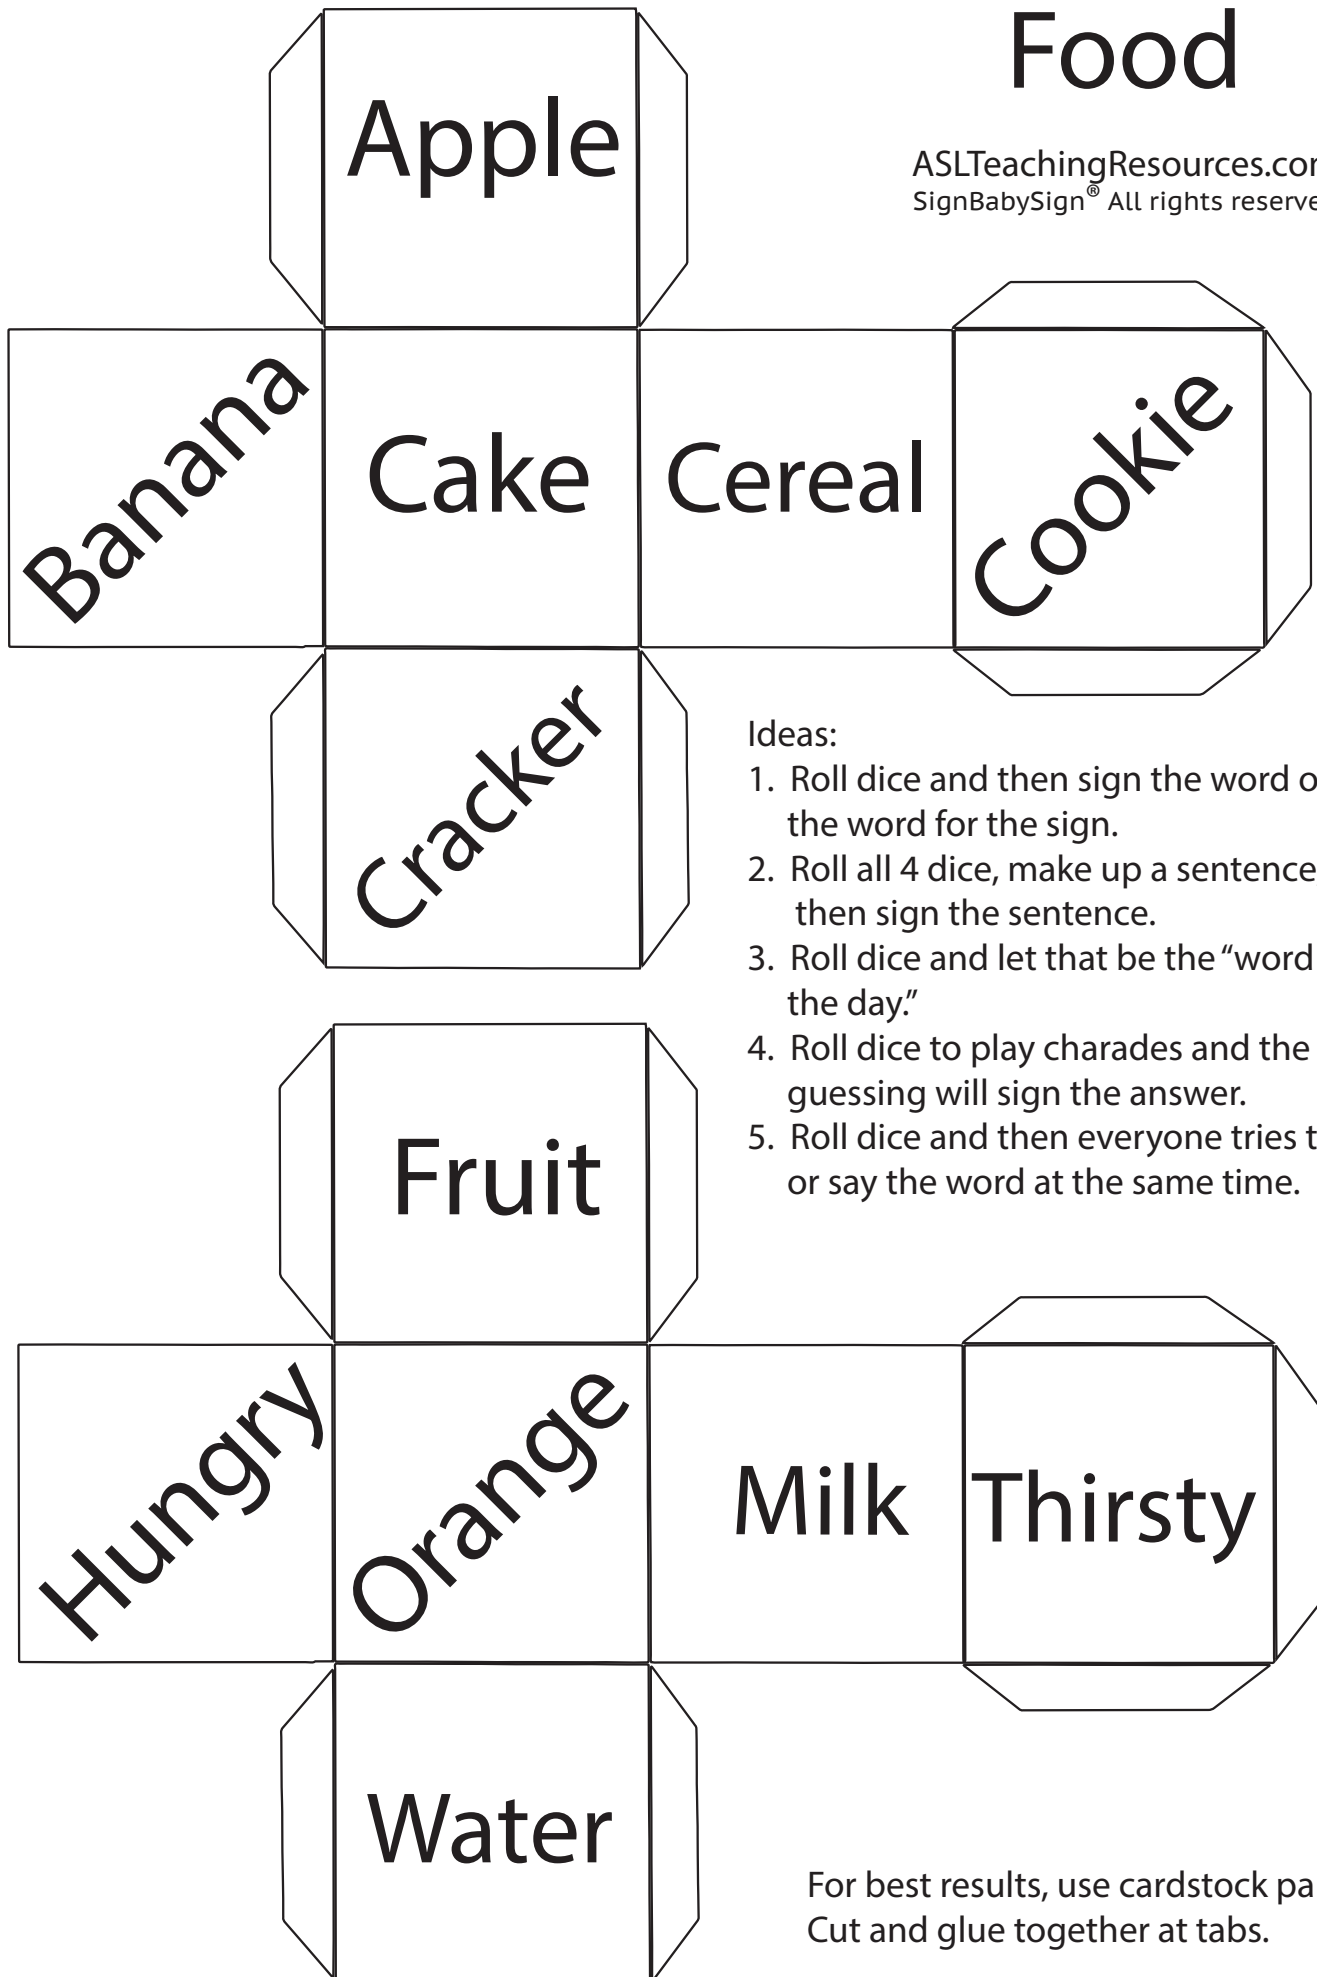 Food
ASLTeachingResources.com
SignBabySign® All rights reserve
Apple
Banana
Cake
Cereal
Cookie
Cracker
Ideas:
1. Roll dice and then sign the word o
the word for the sign.
2. Roll all 4 dice, make up a sentence
then sign the sentence.
3. Roll dice and let that be the “word
the day.”
4. Roll dice to play charades and the
guessing will sign the answer.
5. Roll dice and then everyone tries t
or say the word at the same time.
Fruit
Hungry
Orange
Milk
Thirsty
Water
For best results, use cardstock pa
Cut and glue together at tabs.